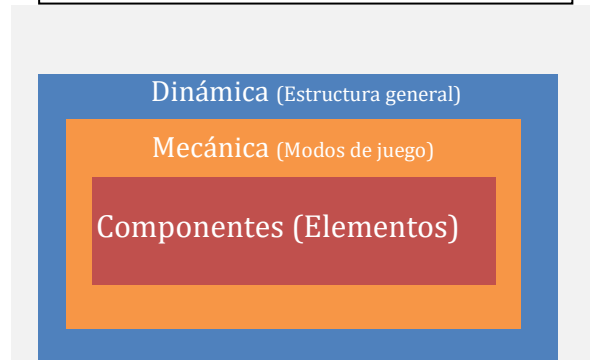 Dinámica (Estructura general)
Mecánica (Modos de juego)
Componentes (Elementos)